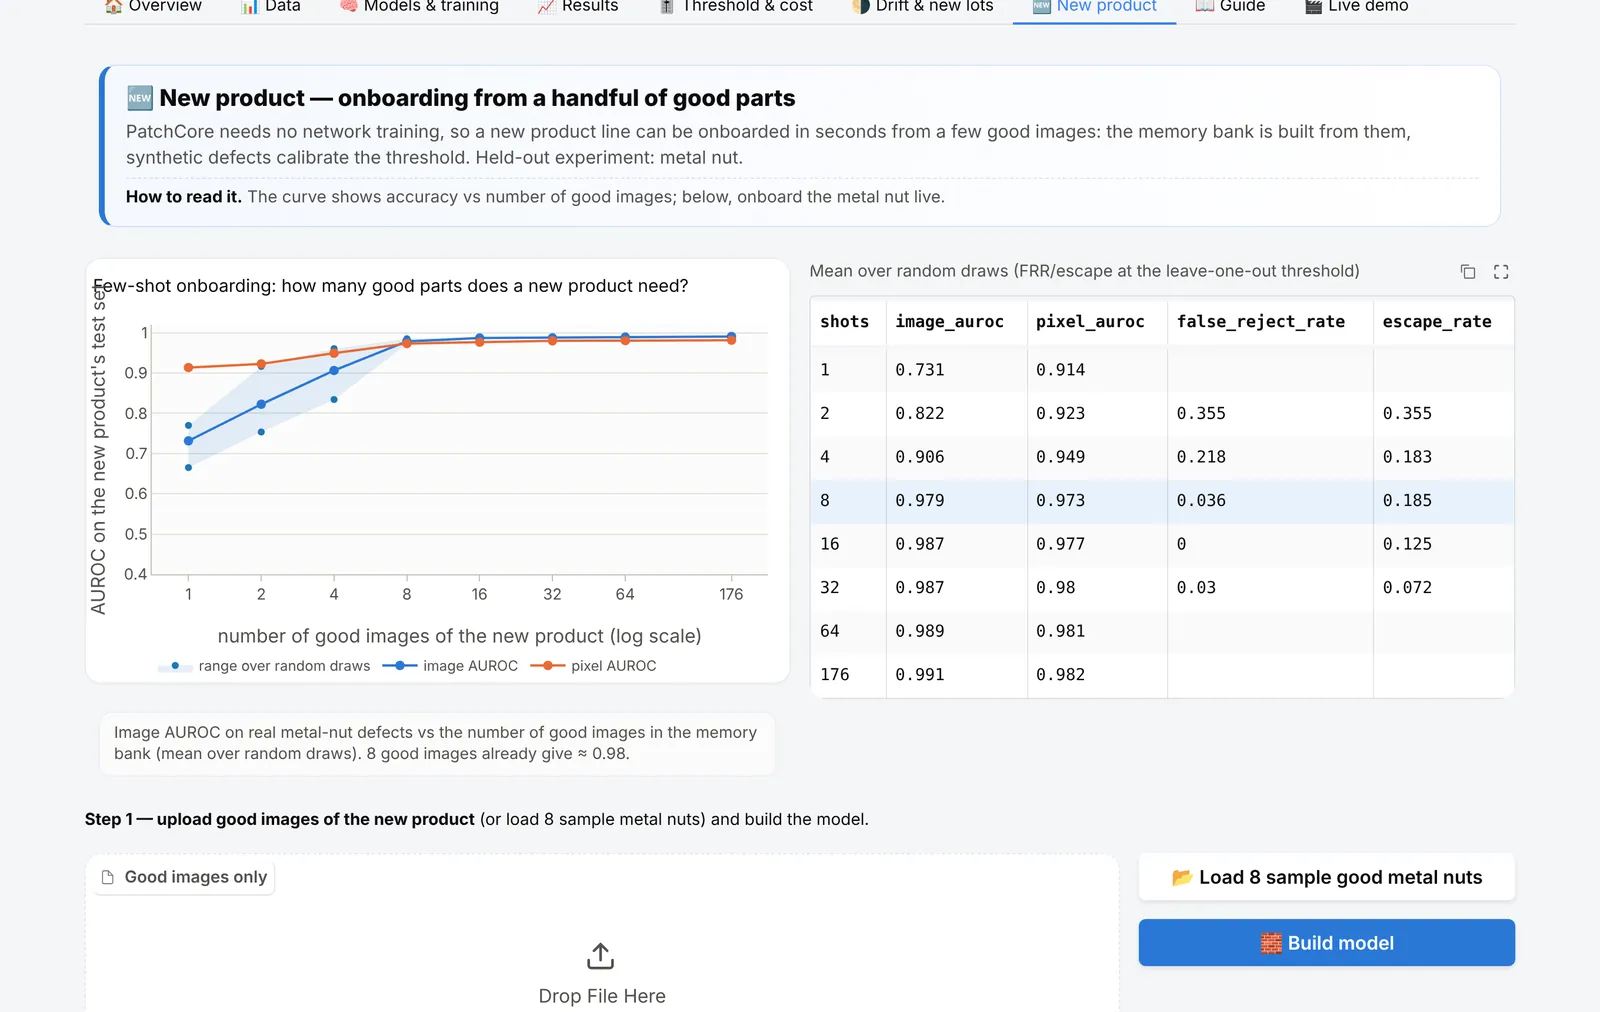 Overview
Data
Models & training
Results
Threshold & cost
Drift & new lots
NEW New product
Guide
Live demo
NEW New product — onboarding from a handful of good parts
PatchCore needs no network training, so a new product line can be onboarded in seconds from a few good images: the memory bank is built from them,
synthetic defects calibrate the threshold. Held-out experiment: metal nut.
How to read it. The curve shows accuracy vs number of good images; below, onboard the metal nut live.
Few-shot onboarding: how many good parts does a new product need?
AUROC on the new product's test set
1
0.9
0.8
0.7
0.6
0.5
0.4
1 2 4 8 16 32 64 176
number of good images of the new product (log scale)
range over random draws image AUROC pixel AUROC
Mean over random draws (FRR/escape at the leave-one-out threshold)
shots image_auroc pixel_auroc false_reject_rate escape_rate
1 0.731 0.914
2 0.822 0.923 0.355 0.355
4 0.906 0.949 0.218 0.183
8 0.979 0.973 0.036 0.185
16 0.987 0.977 0 0.125
32 0.987 0.98 0.03 0.072
64 0.989 0.981
176 0.991 0.982
Image AUROC on real metal-nut defects vs the number of good images in the memory
bank (mean over random draws). 8 good images already give ≈ 0.98.
Step 1 — upload good images of the new product (or load 8 sample metal nuts) and build the model.
Good images only
Drop File Here
Load 8 sample good metal nuts
Build model